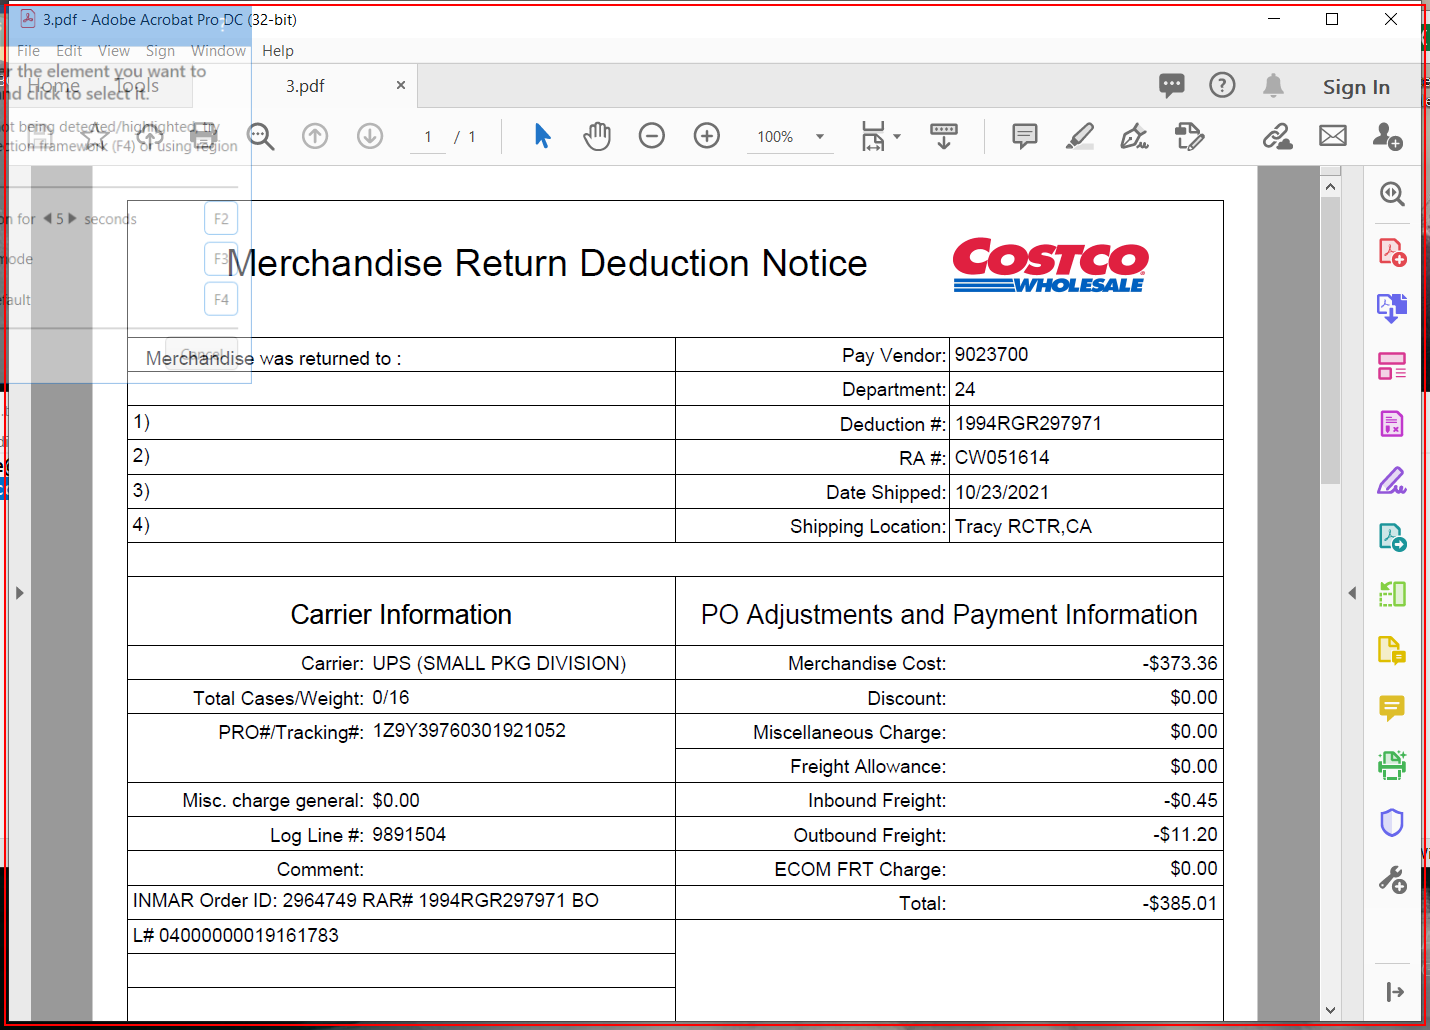 3.pdf - Adobe Acrobat Pro DC (32-bit)
File Edit View Sign Window Help
the element you want to
Home Tools
nd click to select it.
3.pdf
Sign In
ot being detected/highlighted, try
ction framework (F4) or using region
1 / 1
100%
on for 5 seconds F2
mode F3
efault F4
Cancel
Merchandise Return Deduction Notice
COSTCO
WHOLESALE
Merchandise was returned to :
Pay Vendor: 9023700
Department: 24
1)
Deduction #: 1994RGR297971
2)
RA #: CW051614
3)
Date Shipped: 10/23/2021
4)
Shipping Location: Tracy RCTR,CA
Carrier Information
PO Adjustments and Payment Information
Carrier: UPS (SMALL PKG DIVISION)
Merchandise Cost: -$373.36
Total Cases/Weight: 0/16
Discount: $0.00
PRO#/Tracking#: 1Z9Y39760301921052
Miscellaneous Charge: $0.00
Freight Allowance: $0.00
Misc. charge general: $0.00
Inbound Freight: -$0.45
Log Line #: 9891504
Outbound Freight: -$11.20
Comment:
ECOM FRT Charge: $0.00
INMAR Order ID: 2964749 RAR# 1994RGR297971 BO
Total: -$385.01
L# 04000000019161783